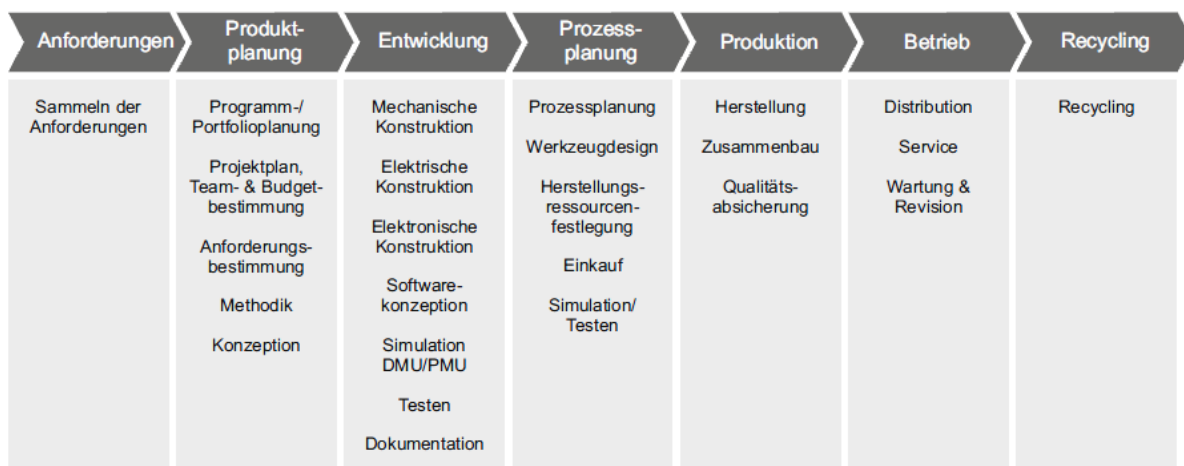 Anforderungen
Produkt-
planung
Entwicklung
Prozess-
planung
Produktion
Betrieb
Recycling
Sammeln der
Anforderungen
Programm-/
Portfolioplanung
Projektplan,
Team- & Budget-
bestimmung
Anforderungs-
bestimmung
Methodik
Konzeption
Mechanische
Konstruktion
Elektrische
Konstruktion
Elektronische
Konstruktion
Software-
konzeption
Simulation
DMU/PMU
Testen
Dokumentation
Prozessplanung
Werkzeugdesign
Herstellungs-
ressourcen-
festlegung
Einkauf
Simulation/
Testen
Herstellung
Zusammenbau
Qualitäts-
absicherung
Distribution
Service
Wartung &
Revision
Recycling